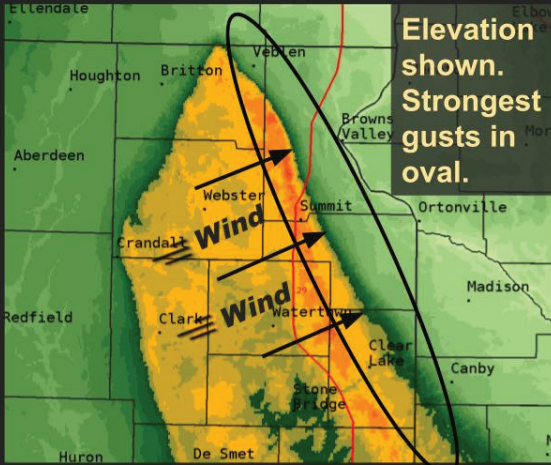 Ellendale
Elevation
shown.
Strongest
gusts in
oval.
Veblen
Houghton
Britton
Browns
Valley
Aberdeen
Webster
Summit
Ortonville
Wind
Crandall
Madison
29
Wind
Redfield
Clark
Watertown
Clear
Lake
Canby
Stone
Bridge
Huron
De Smet